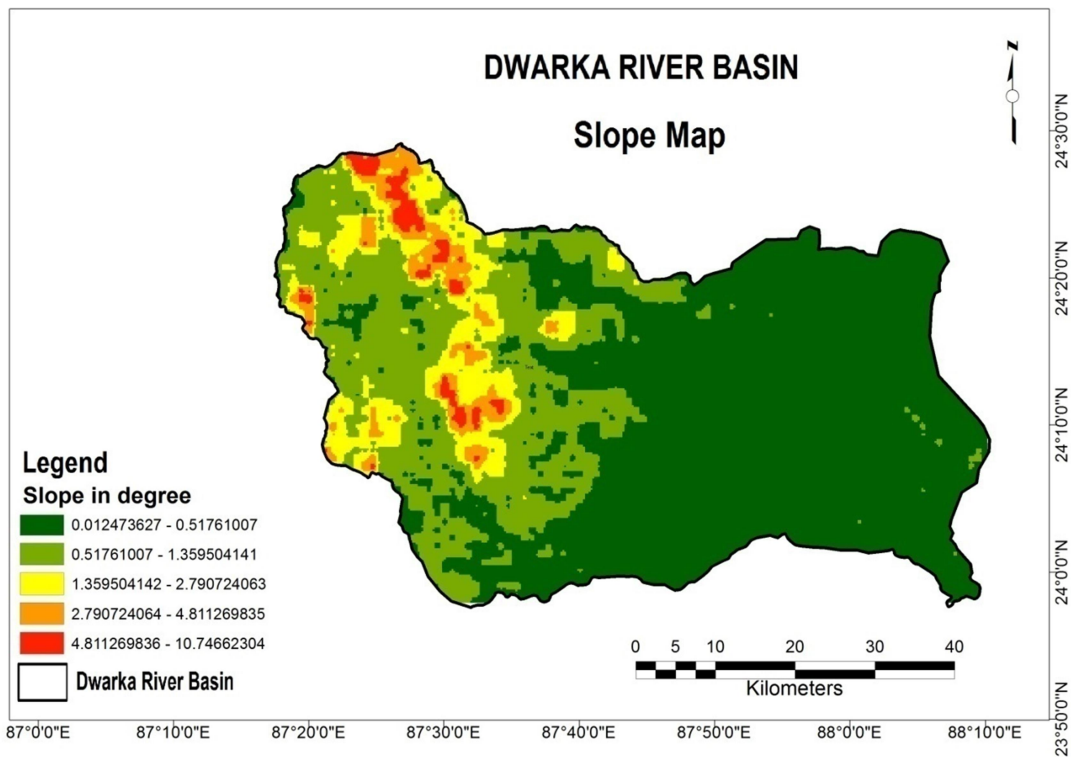 DWARKA RIVER BASIN
Slope Map
N
24°30'0"N
24°20'0"N
24°10'0"N
24°0'0"N
23°50'0"N
Legend
Slope in degree
0.012473627 - 0.51761007
0.51761007 - 1.359504141
1.359504142 - 2.790724063
2.790724064 - 4.811269835
4.811269836 - 10.74662304
Dwarka River Basin
0 5 10 20 30 40
Kilometers
87°0'0"E 87°10'0"E 87°20'0"E 87°30'0"E 87°40'0"E 87°50'0"E 88°0'0"E 88°10'0"E